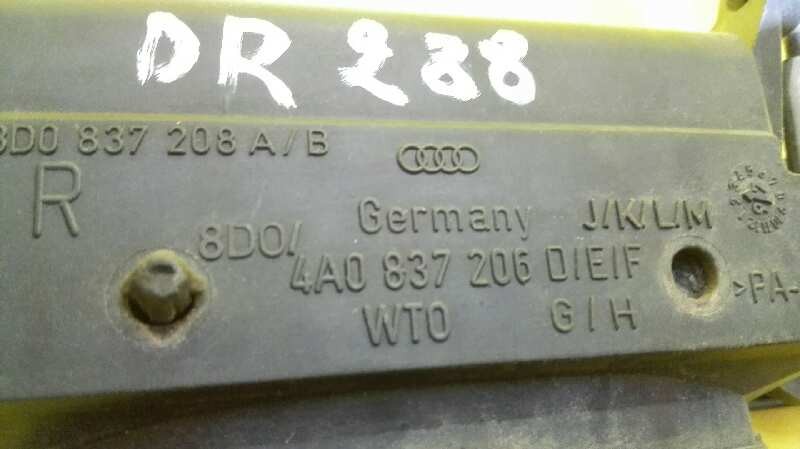 DR 288
8D0 837 208 A/B
R
Germany J/K/L/M
8D0/
4A0 837 206 D/E/F
WTO G/H
>PA-